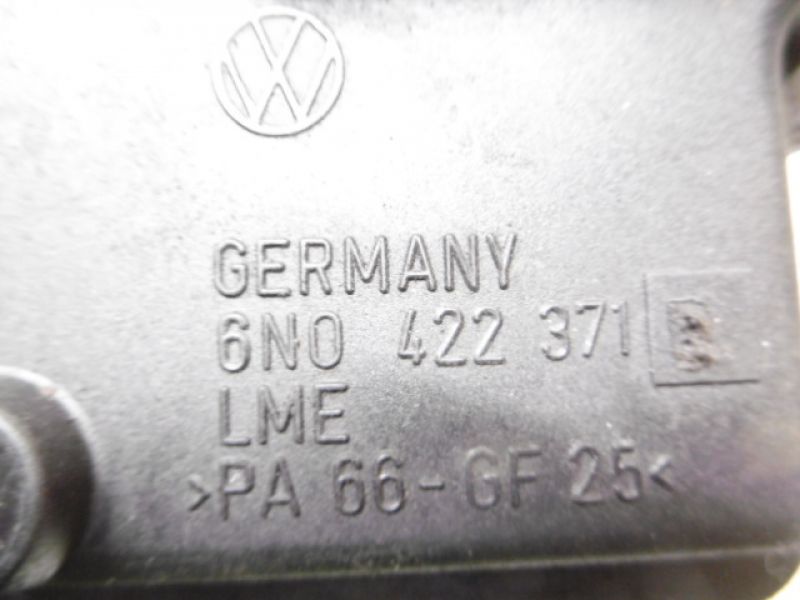 GERMANY
6N0 422 371 B
LME
>PA 66-GF 25<